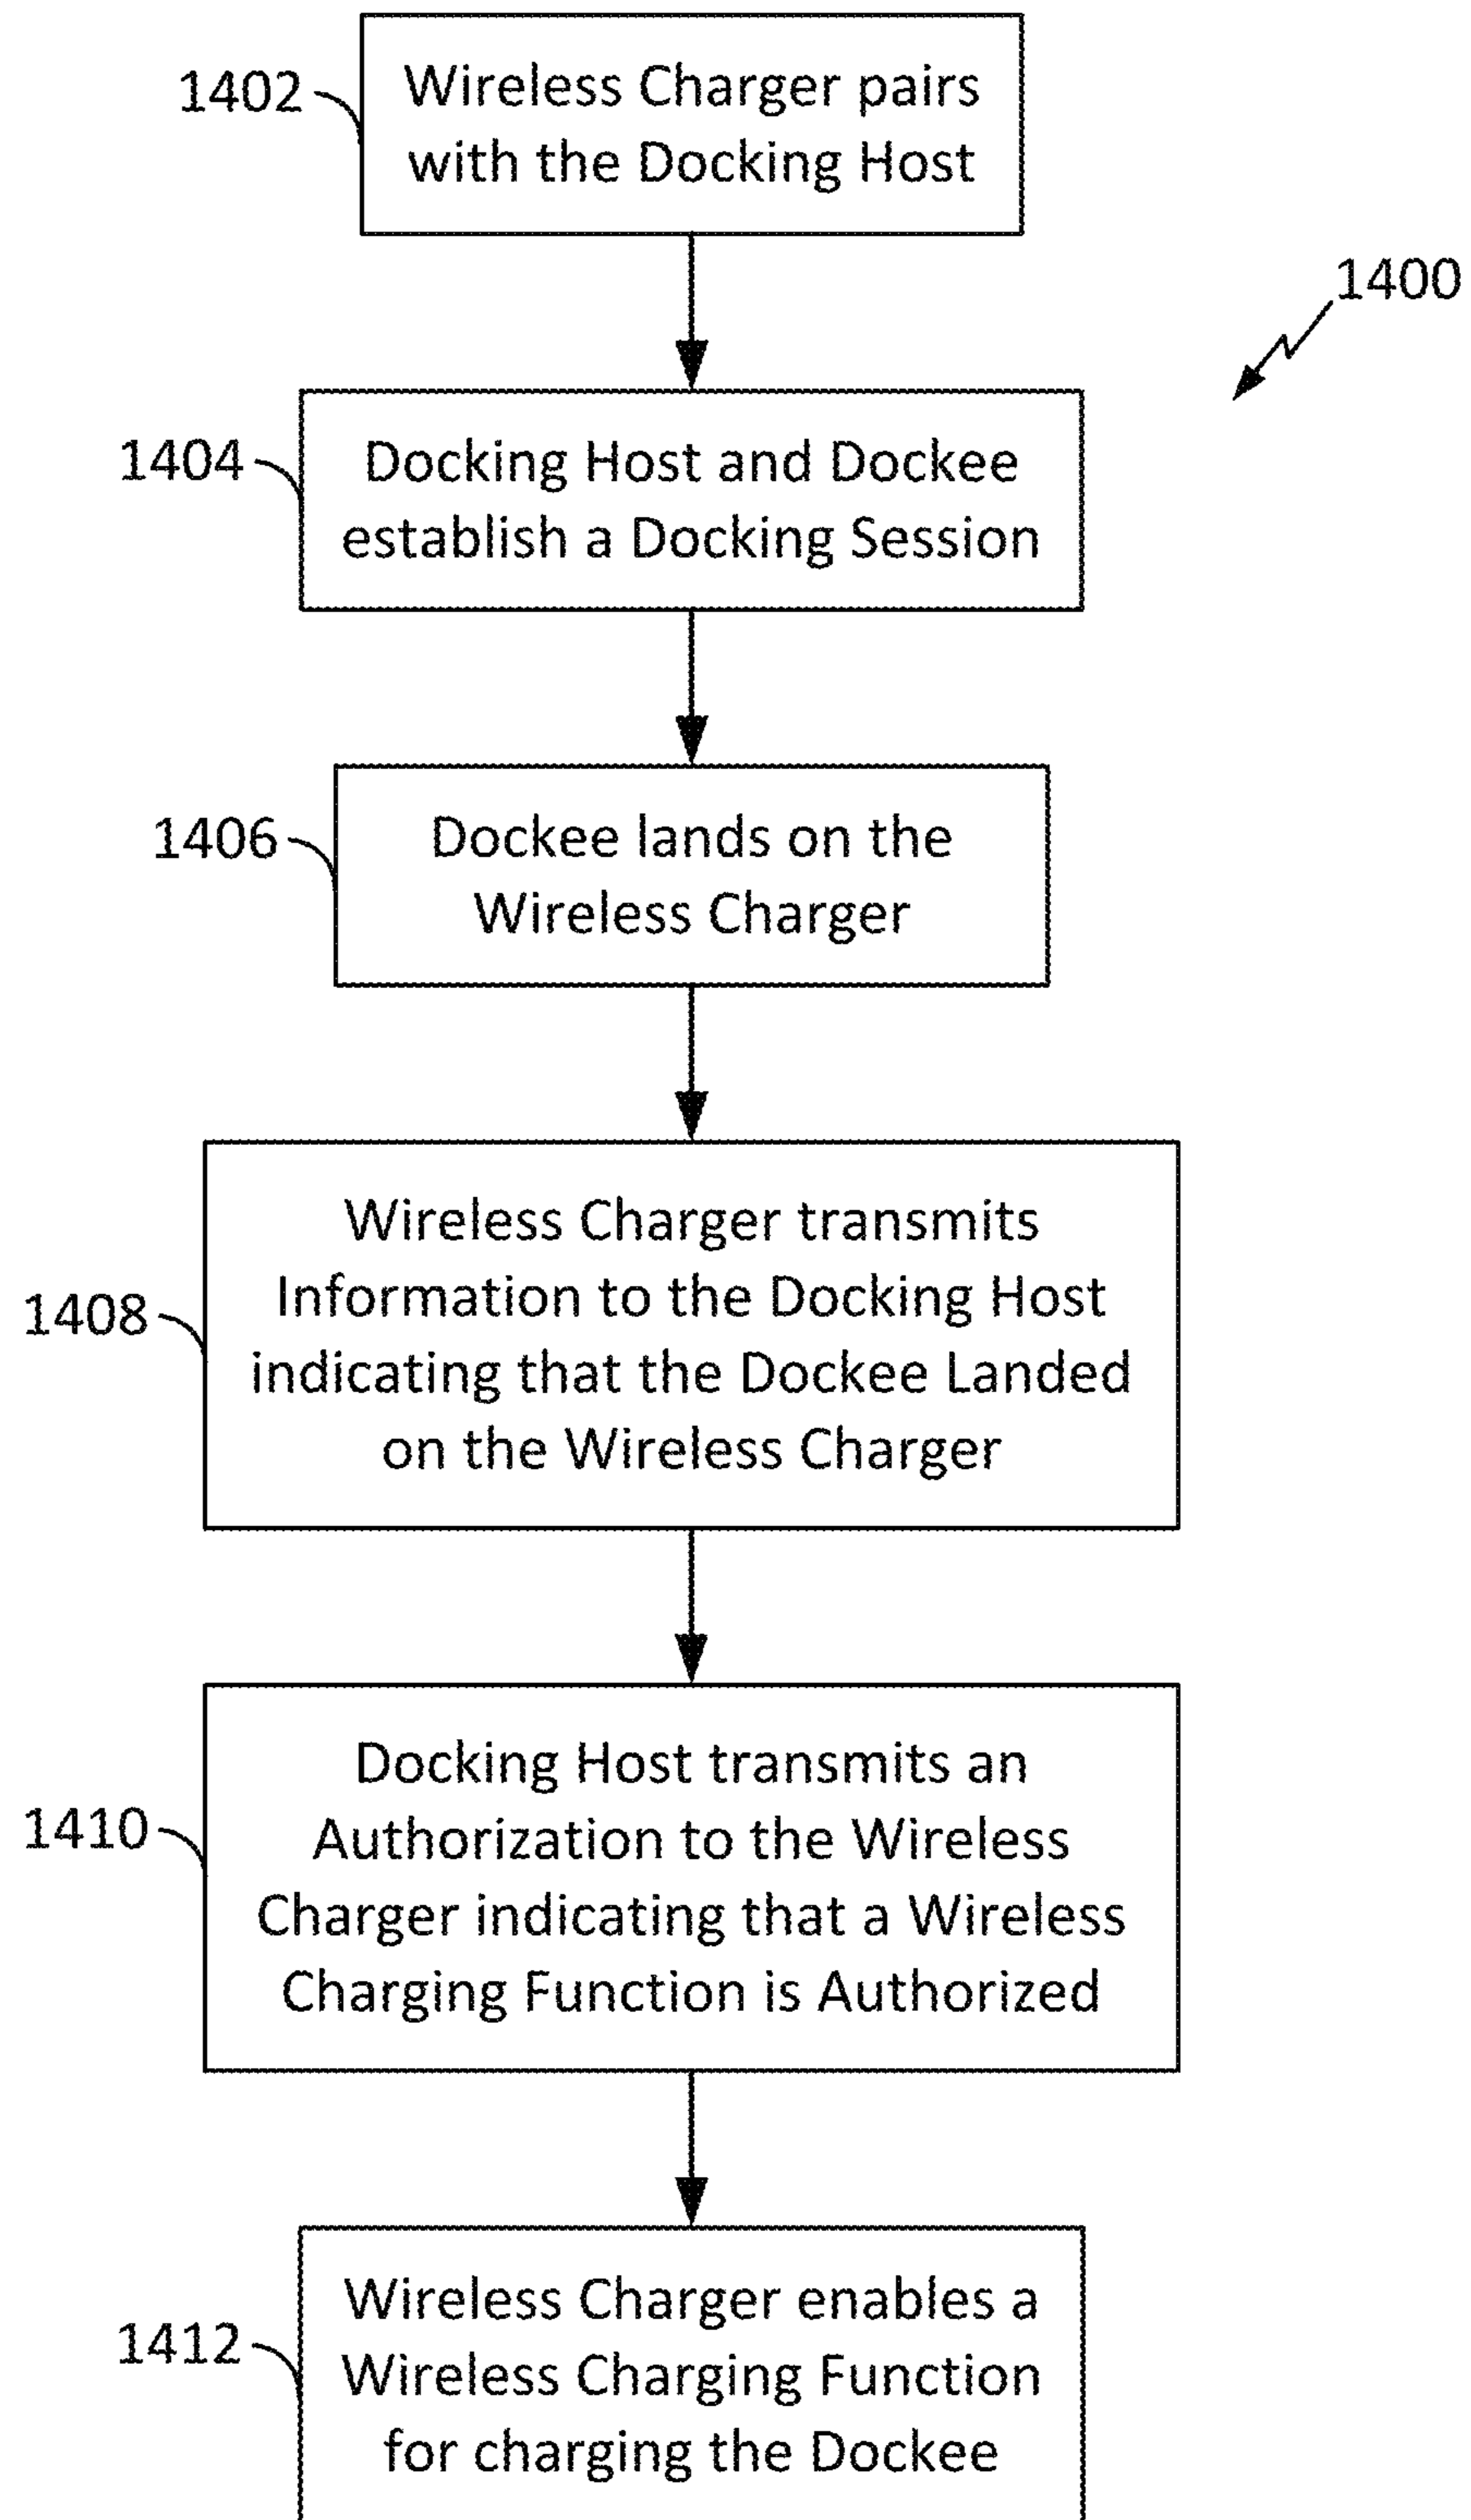 1402
Wireless Charger pairs
with the Docking Host
1400
1404
Docking Host and Dockee
establish a Docking Session
1406
Dockee lands on the
Wireless Charger
1408
Wireless Charger transmits
Information to the Docking Host
indicating that the Dockee Landed
on the Wireless Charger
1410
Docking Host transmits an
Authorization to the Wireless
Charger indicating that a Wireless
Charging Function is Authorized
1412
Wireless Charger enables a
Wireless Charging Function
for charging the Dockee